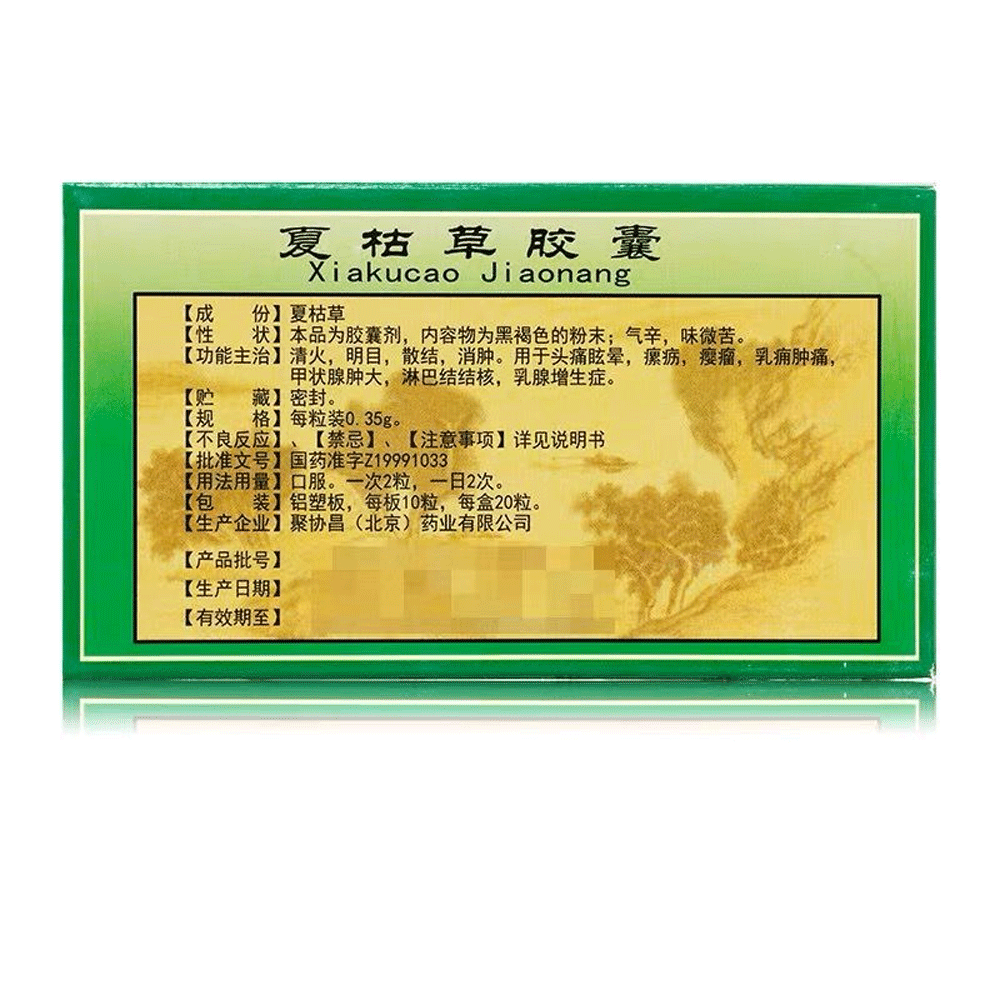 夏枯草胶囊
Xiakucao Jiaonang
【成 份】夏枯草
【性 状】本品为胶囊剂，内容物为黑褐色的粉末；气辛，味微苦。
【功能主治】清火，明目，散结，消肿。用于头痛眩晕，瘰疬，瘿瘤，乳痈肿痛，
甲状腺肿大，淋巴结结核，乳腺增生症。
【贮 藏】密封。
【规 格】每粒装0.35g。
【不良反应】、【禁忌】、【注意事项】详见说明书
【批准文号】国药准字Z19991033
【用法用量】口服。一次2粒，一日2次。
【包 装】铝塑板，每板10粒，每盒20粒。
【生产企业】聚协昌（北京）药业有限公司
【产品批号】
【生产日期】
【有效期至】